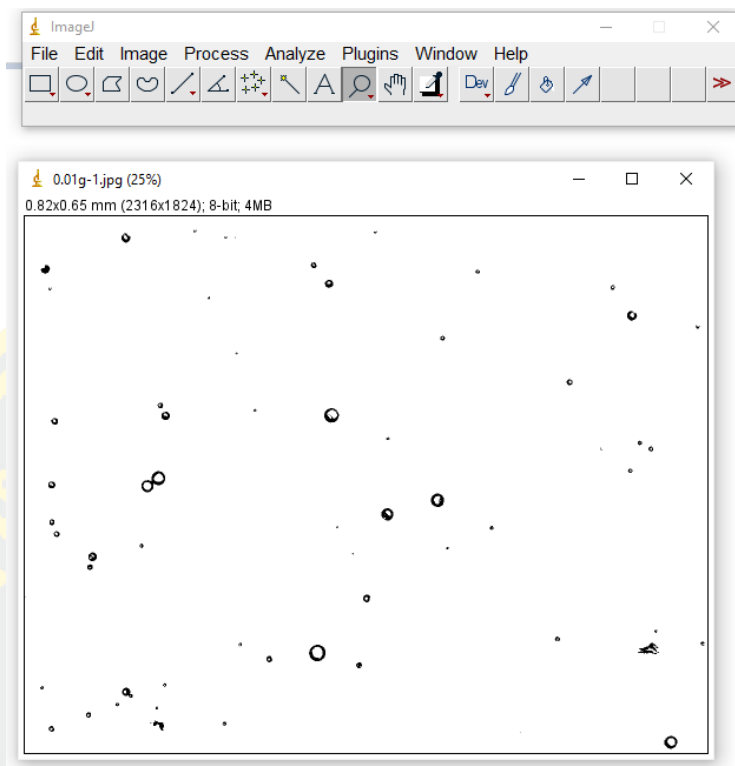 ImageJ
File Edit Image Process Analyze Plugins Window Help
A Dev
0.01g-1.jpg (25%)
0.82x0.65 mm (2316x1824); 8-bit; 4MB